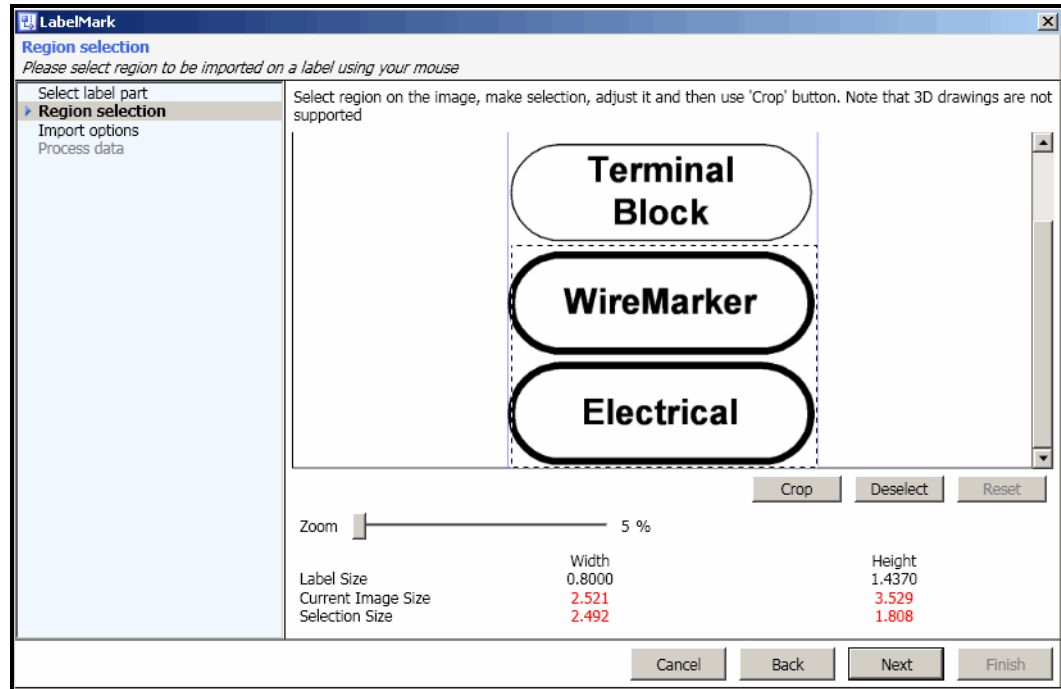 LabelMark
Region selection
Please select region to be imported on a label using your mouse
Select label part
Region selection
Import options
Process data
Select region on the image, make selection, adjust it and then use 'Crop' button. Note that 3D drawings are not
supported
Terminal
Block
WireMarker
Electrical
Crop Deselect Reset
Zoom 5 %
Width Height
Label Size 0.8000 1.4370
Current Image Size 2.521 3.529
Selection Size 2.492 1.808
Cancel Back Next Finish